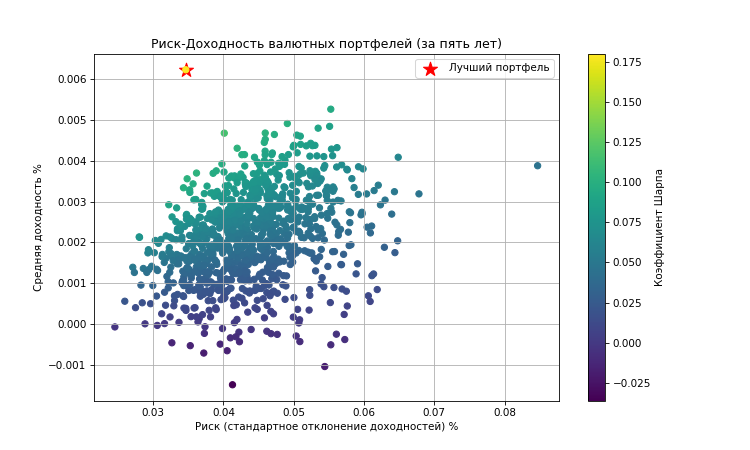 Риск-Доходность валютных портфелей (за пять лет)
Лучший портфель
0.006
0.005
0.004
0.003
0.002
0.001
0.000
−0.001
Средняя доходность %
0.03 0.04 0.05 0.06 0.07 0.08
Риск (стандартное отклонение доходностей) %
0.175
0.150
0.125
0.100
0.075
0.050
0.025
0.000
−0.025
Коэффициент Шарпа